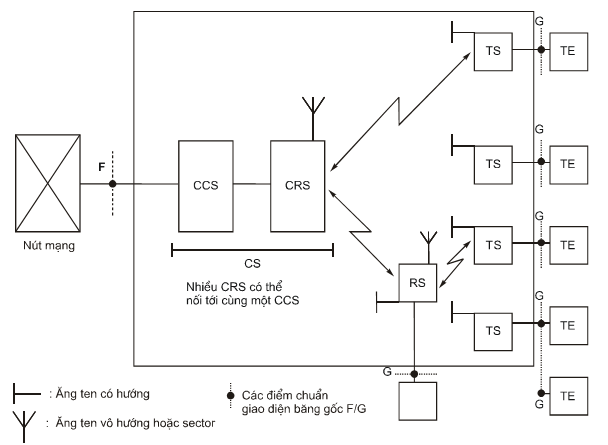 G
TS
TE
G
TS
TE
F
CCS
CRS
Nút mạng
CS
Nhiều CRS có thể
nối tới cùng một CCS
G
TS
TE
RS
G
TS
TE
G
G
TE
: Ăng ten có hướng
: Ăng ten vô hướng hoặc sector
: Các điểm chuẩn
giao diện băng gốc F/G